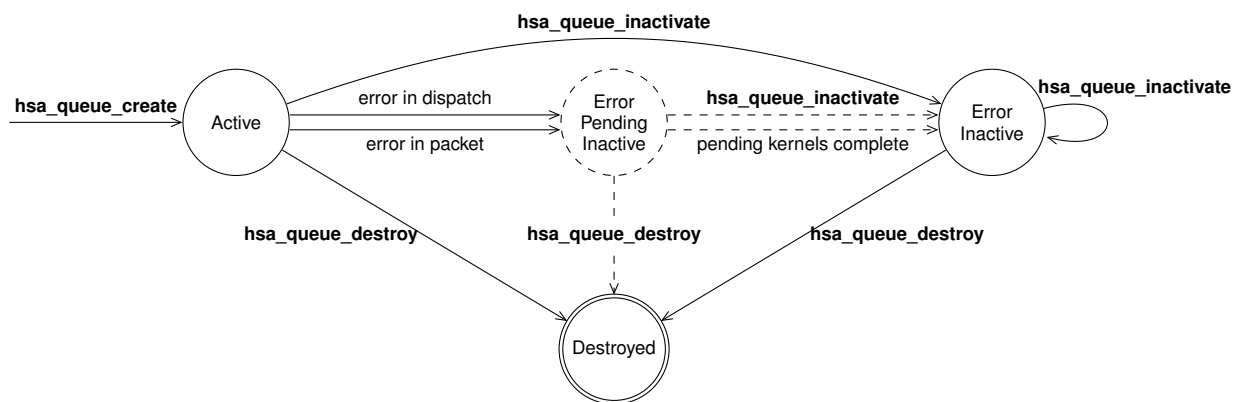 hsa_queue_inactivate
hsa_queue_create
Active
error in dispatch
error in packet
Error
Pending
Inactive
hsa_queue_inactivate
pending kernels complete
Error
Inactive
hsa_queue_inactivate
hsa_queue_destroy
hsa_queue_destroy
hsa_queue_destroy
Destroyed